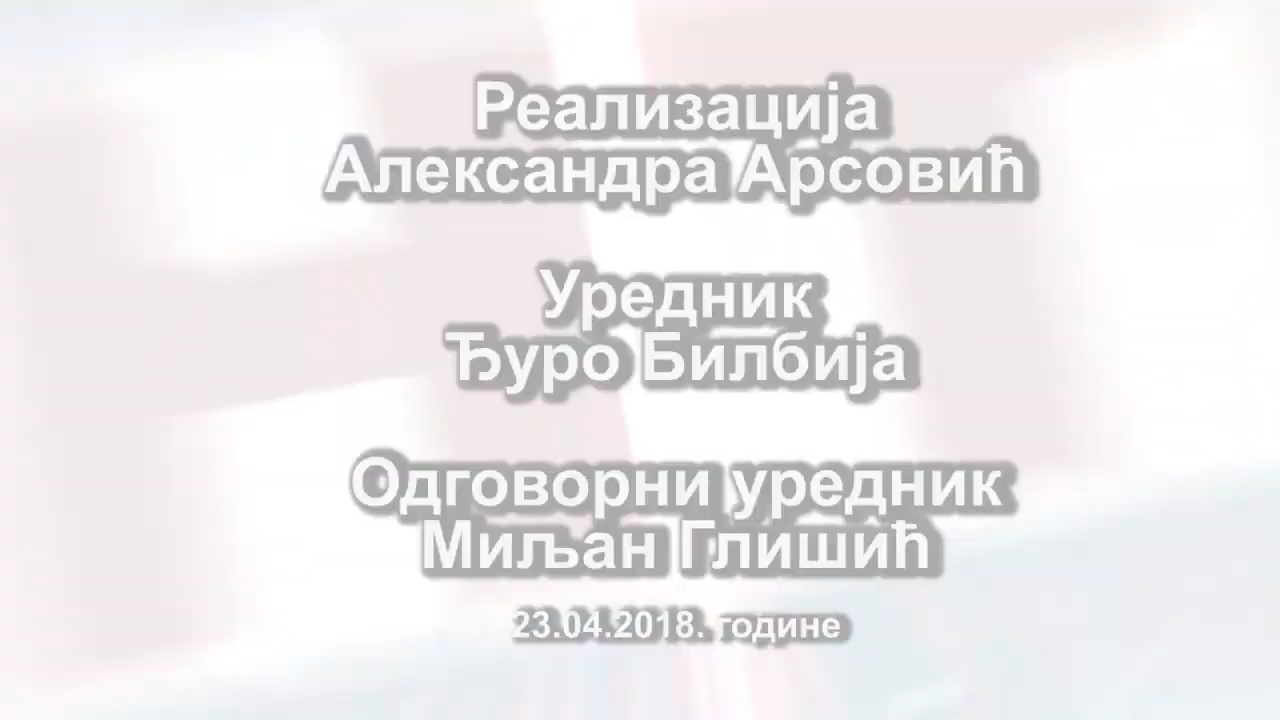 Реализација
Александра Арсовић
Уредник
Ђуро Билбија
Одговорни уредник
Миљан Глишић
23.04.2018. године